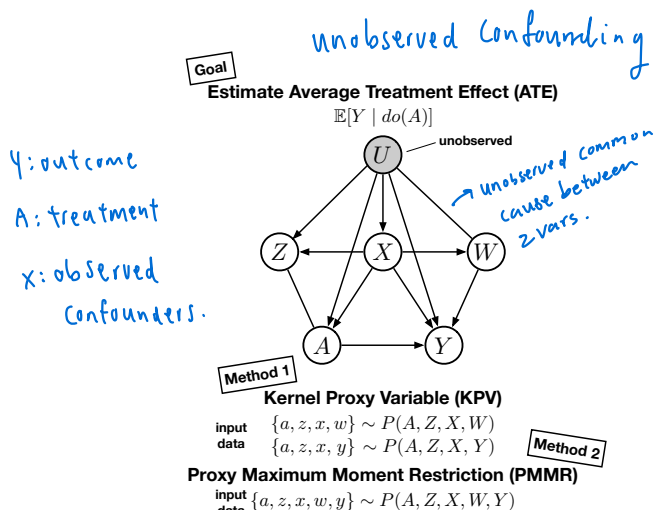 unobserved Confounding
Goal
Estimate Average Treatment Effect (ATE)
𝔼[Y | do(A)]
U
unobserved
Y: outcome
A: treatment
X: observed
Confounders.
→ unobserved common
cause between
2 vars.
Z
X
W
A
Y
Method 1
Kernel Proxy Variable (KPV)
input
data
{a, z, x, w} ∼ P(A, Z, X, W)
{a, z, x, y} ∼ P(A, Z, X, Y)
Method 2
Proxy Maximum Moment Restriction (PMMR)
input
data
{a, z, x, w, y} ∼ P(A, Z, X, W, Y)